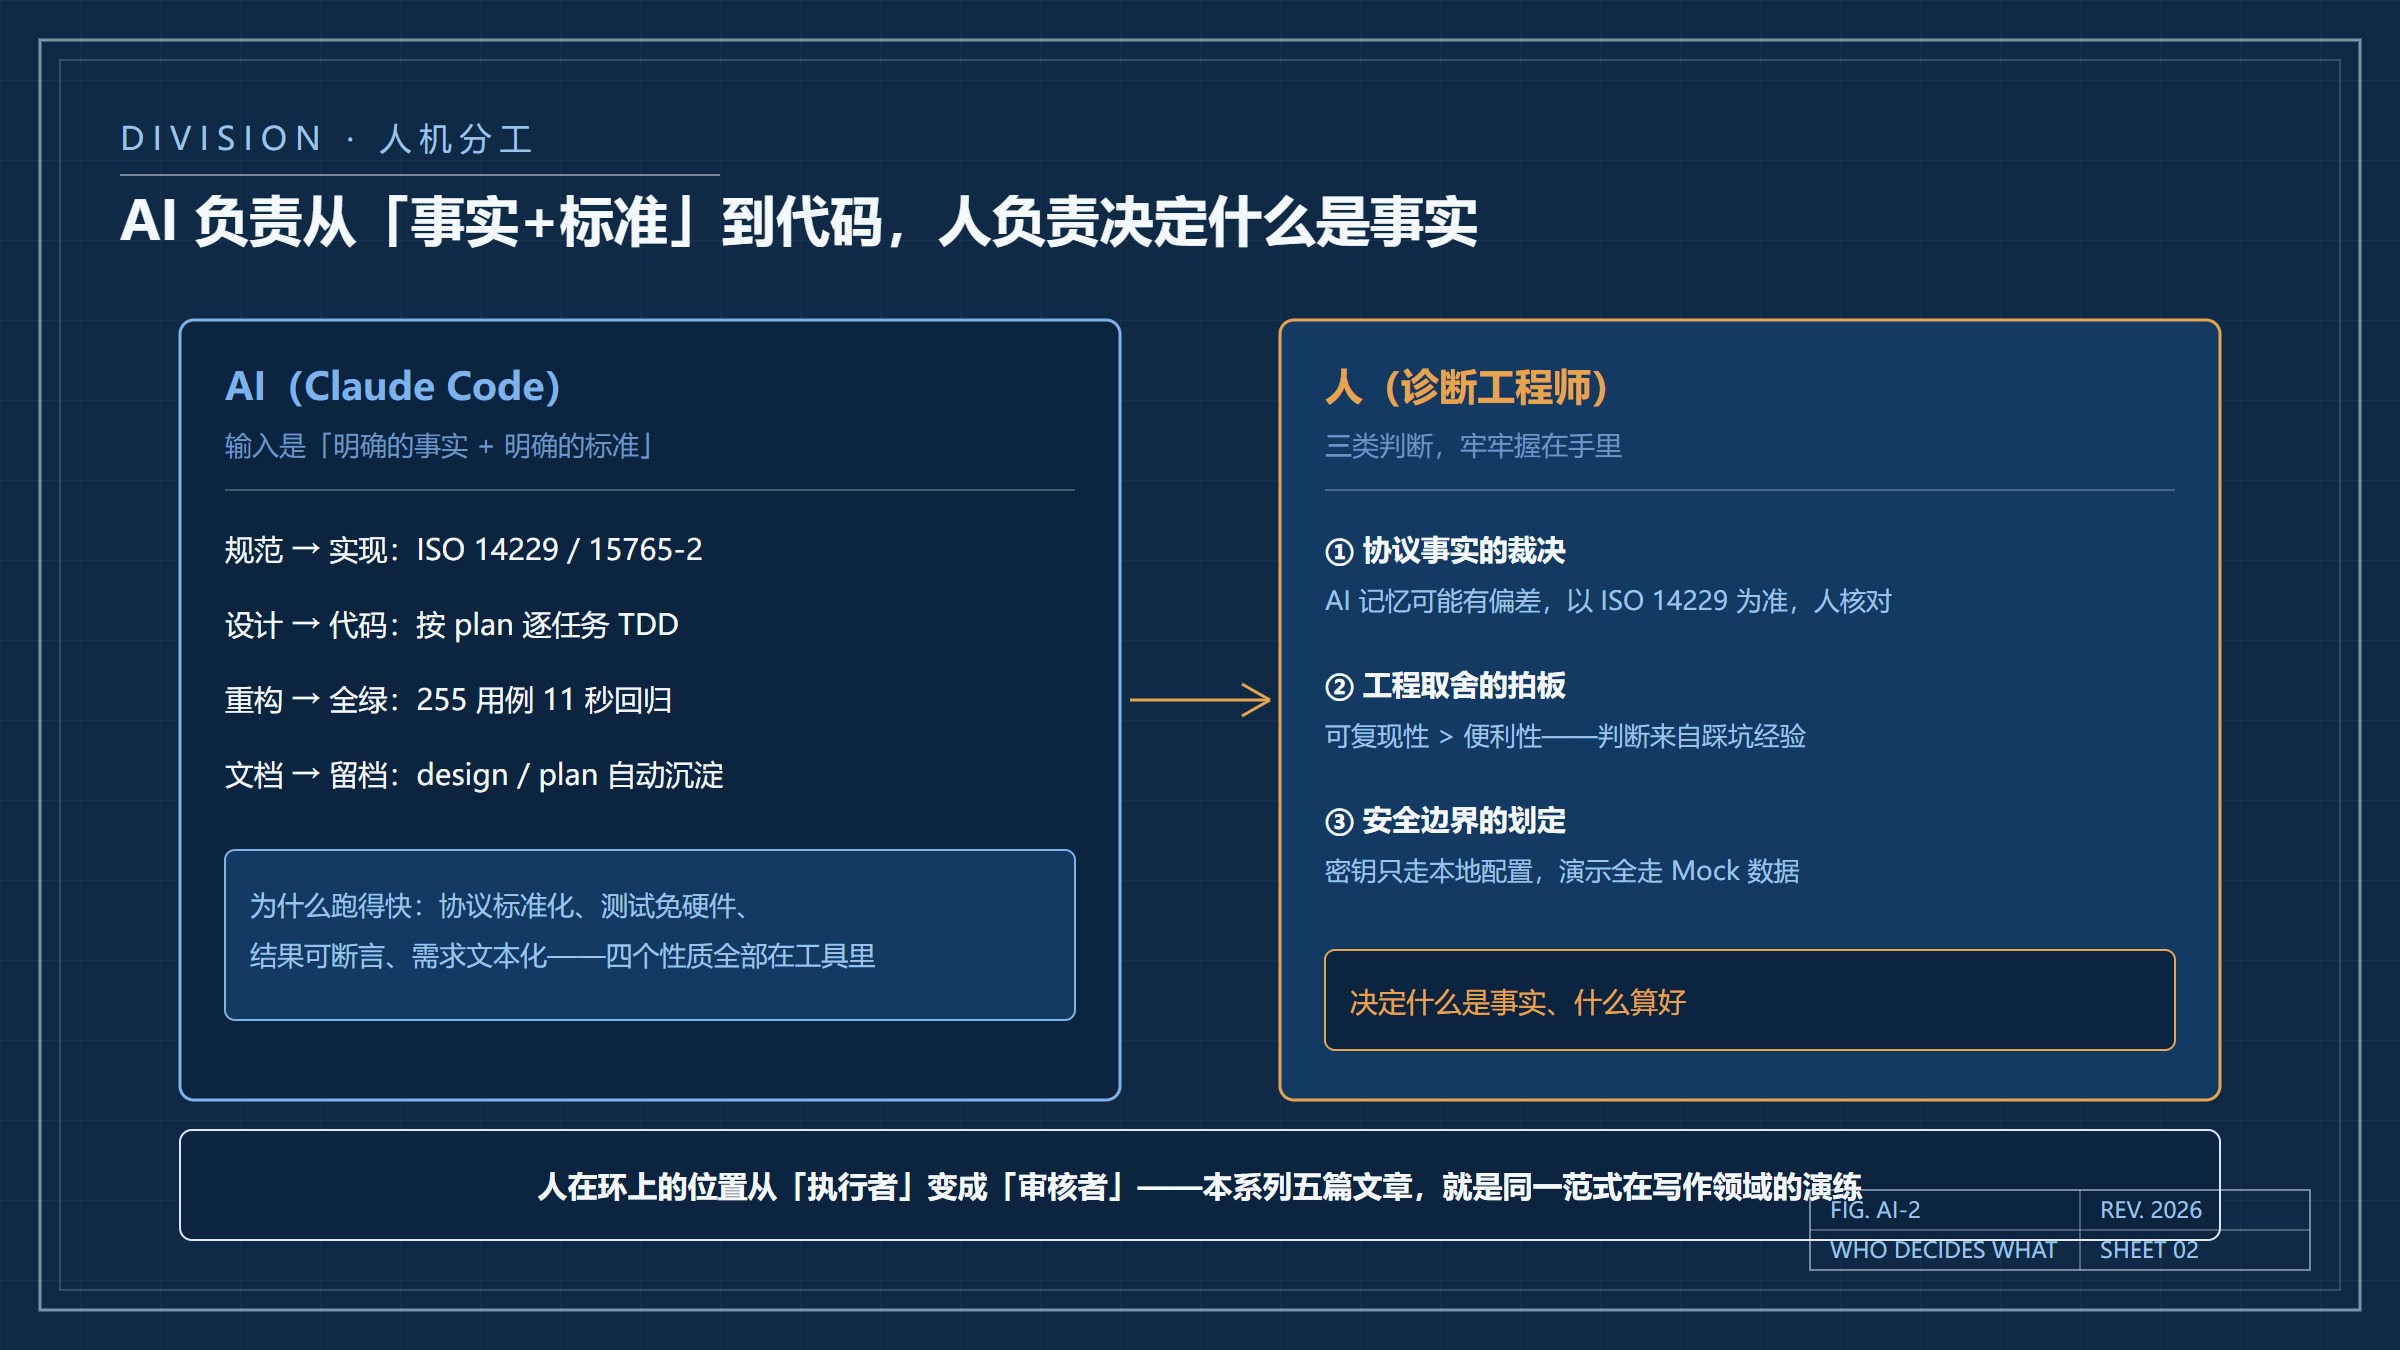 DIVISION · 人机分工
AI 负责从「事实+标准」到代码，人负责决定什么是事实
AI（Claude Code）
输入是「明确的事实 + 明确的标准」
规范 → 实现：ISO 14229 / 15765-2
设计 → 代码：按 plan 逐任务 TDD
重构 → 全绿：255 用例 11 秒回归
文档 → 留档：design / plan 自动沉淀
为什么跑得快：协议标准化、测试免硬件、
结果可断言、需求文本化——四个性质全部在工具里
人（诊断工程师）
三类判断，牢牢握在手里
① 协议事实的裁决
AI 记忆可能有偏差，以 ISO 14229 为准，人核对
② 工程取舍的拍板
可复现性 > 便利性——判断来自踩坑经验
③ 安全边界的划定
密钥只走本地配置，演示全走 Mock 数据
决定什么是事实、什么算好
人在环上的位置从「执行者」变成「审核者」——本系列五篇文章，就是同一范式在写作领域的演练
FIG. AI-2
REV. 2026
WHO DECIDES WHAT
SHEET 02